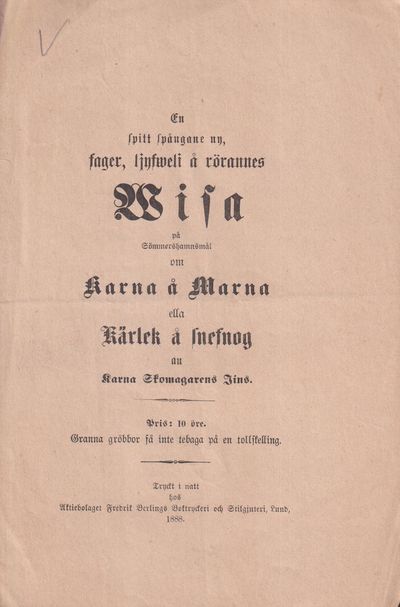 En
spitt spångane ny,
fager, ljysweli å rörannes
Wisa
på
Sömmershamnsmål
om
Karna å Marna
ella
Kärlek å snesnog
au
Karna Skomagarens Jins.
Pris: 10 öre.
Granna gröbbor få inte tebaga på en tollskelling.
Tryckt i natt
hos
Aktiebolaget Fredrik Berlings Boktryckeri och Stilgjuteri, Lund,
1888.